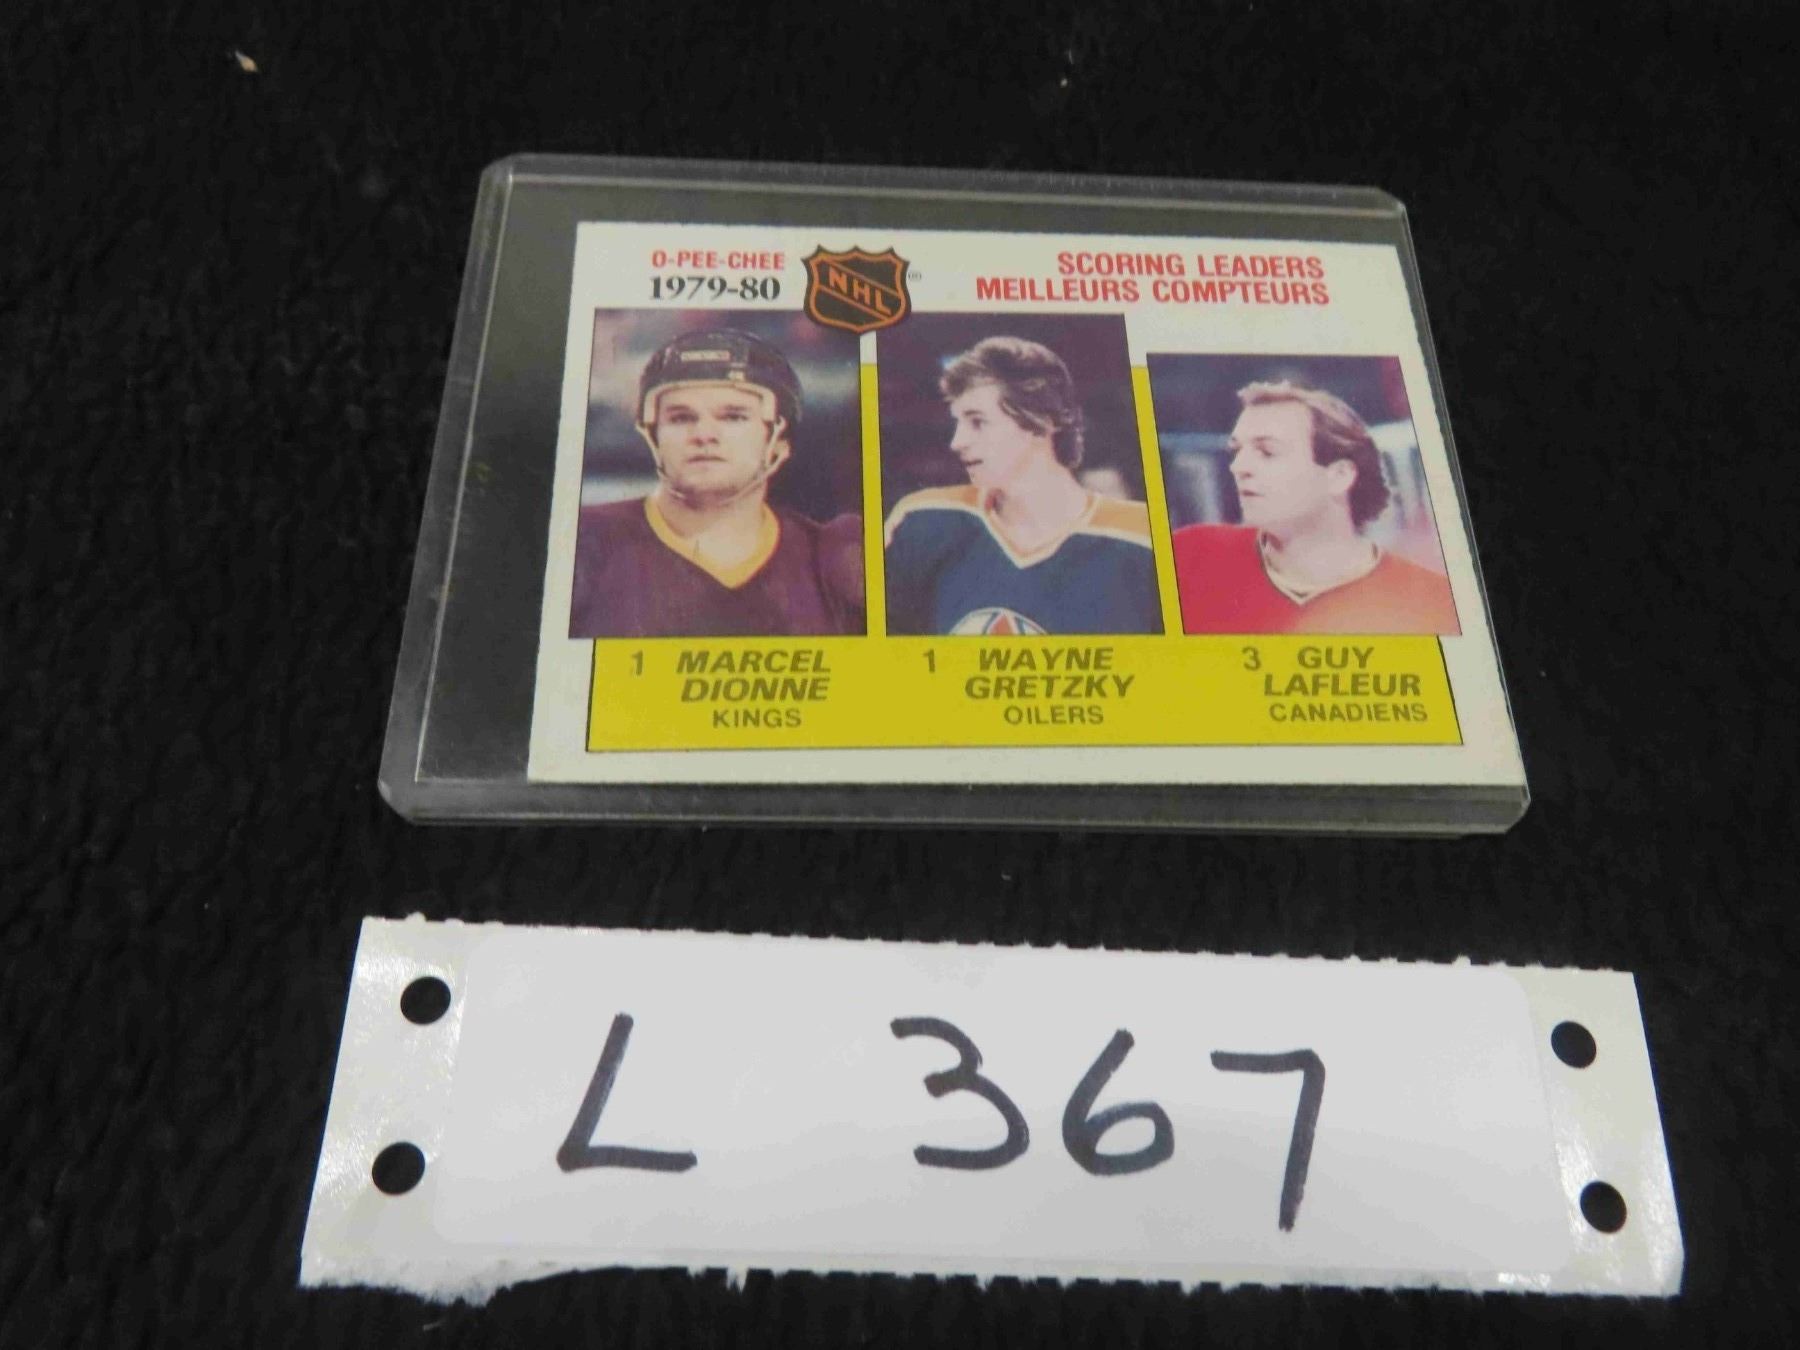 O-PEE-CHEE
1979-80
NHL
SCORING LEADERS
MEILLEURS COMPTEURS
1 MARCEL
DIONNE
KINGS
1 WAYNE
GRETZKY
OILERS
3 GUY
LAFLEUR
CANADIENS
L 367